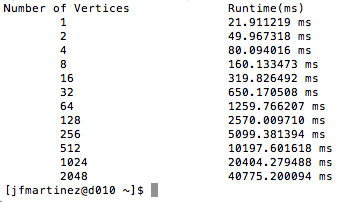 Number of Vertices Runtime(ms)
1 21.911219 ms
2 49.967318 ms
4 80.094016 ms
8 160.133473 ms
16 319.826492 ms
32 650.170508 ms
64 1259.766207 ms
128 2570.009710 ms
256 5099.381394 ms
512 10197.601618 ms
1024 20404.279488 ms
2048 40775.200094 ms
[jfmartinez@d010 ~]$